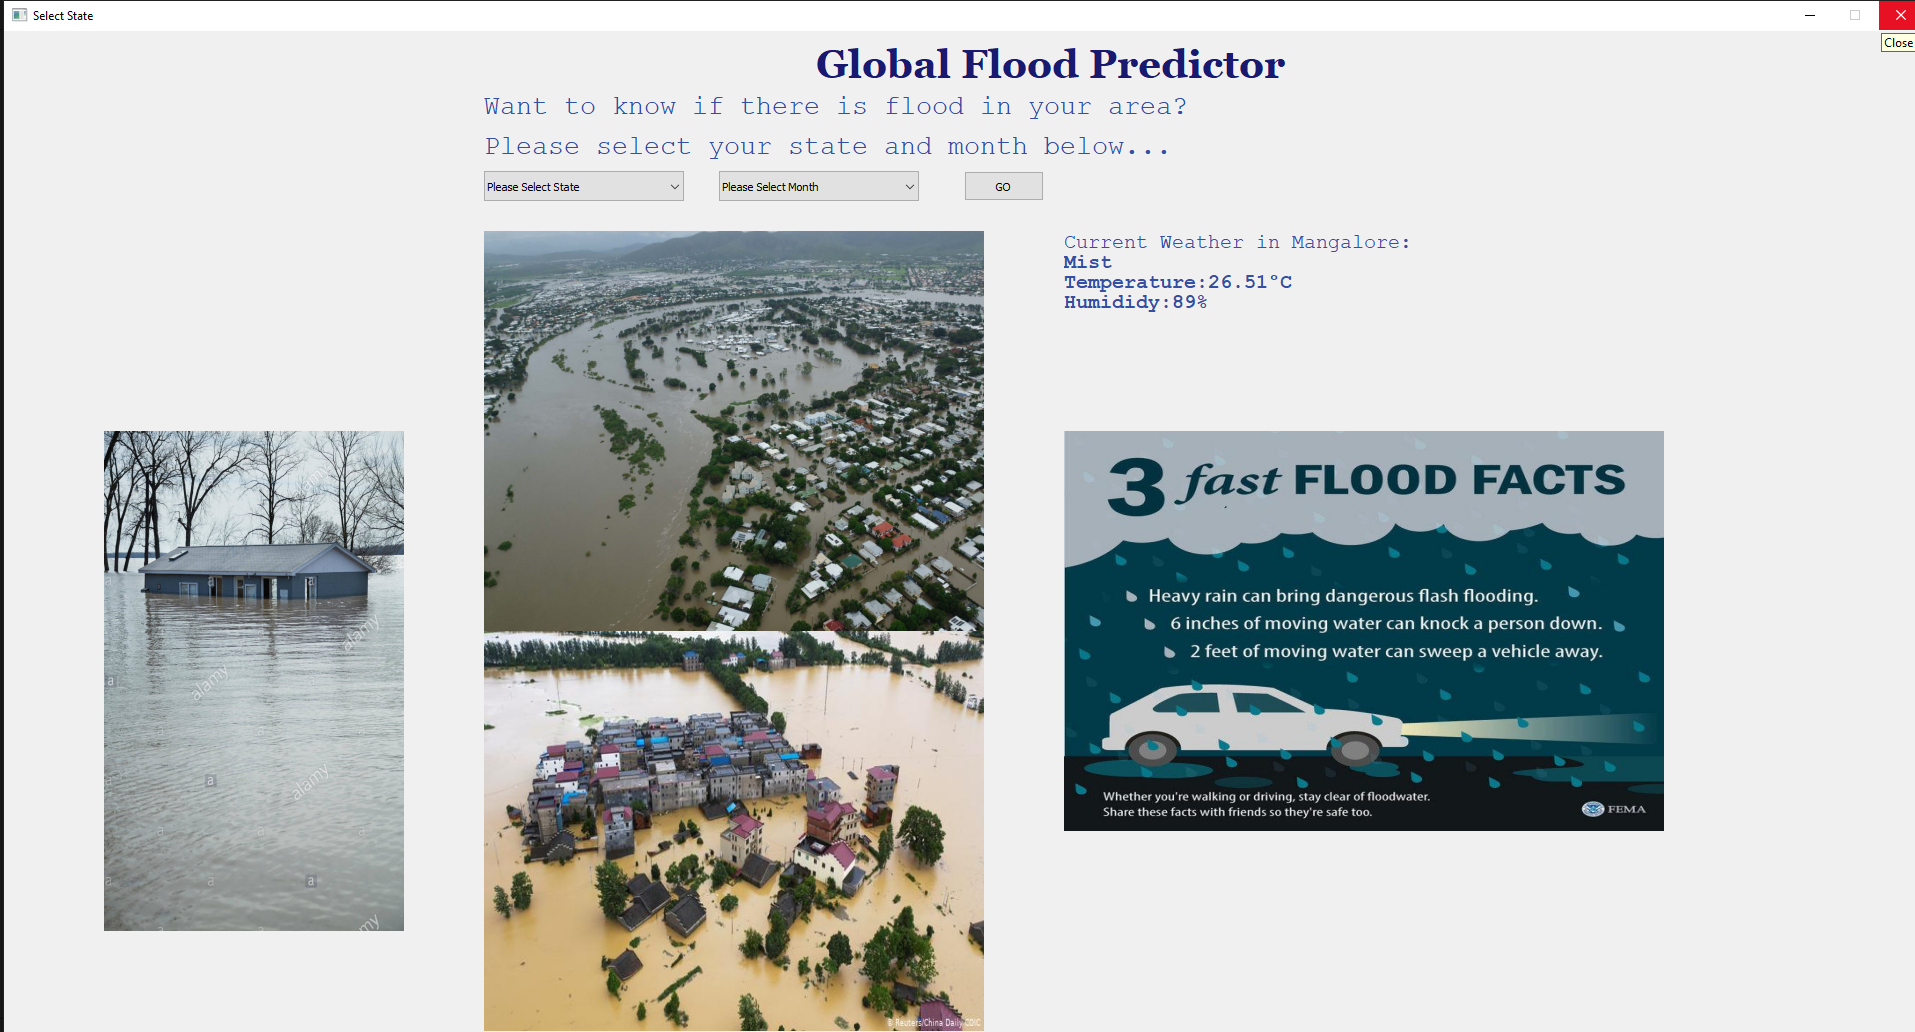 Select State
Close
Global Flood Predictor
Want to know if there is flood in your area?
Please select your state and month below...
Please Select State
Please Select Month
GO
Current Weather in Mangalore:
Mist
Temperature:26.51°C
Humididy:89%
3 fast FLOOD FACTS
Heavy rain can bring dangerous flash flooding.
6 inches of moving water can knock a person down.
2 feet of moving water can sweep a vehicle away.
Whether you're walking or driving, stay clear of floodwater.
Share these facts with friends so they're safe too.
FEMA
a
a
a
alamy
a
alamy
a
alamy
a
a
a
a
a
a
my
© Reuters/China Daily CDIC